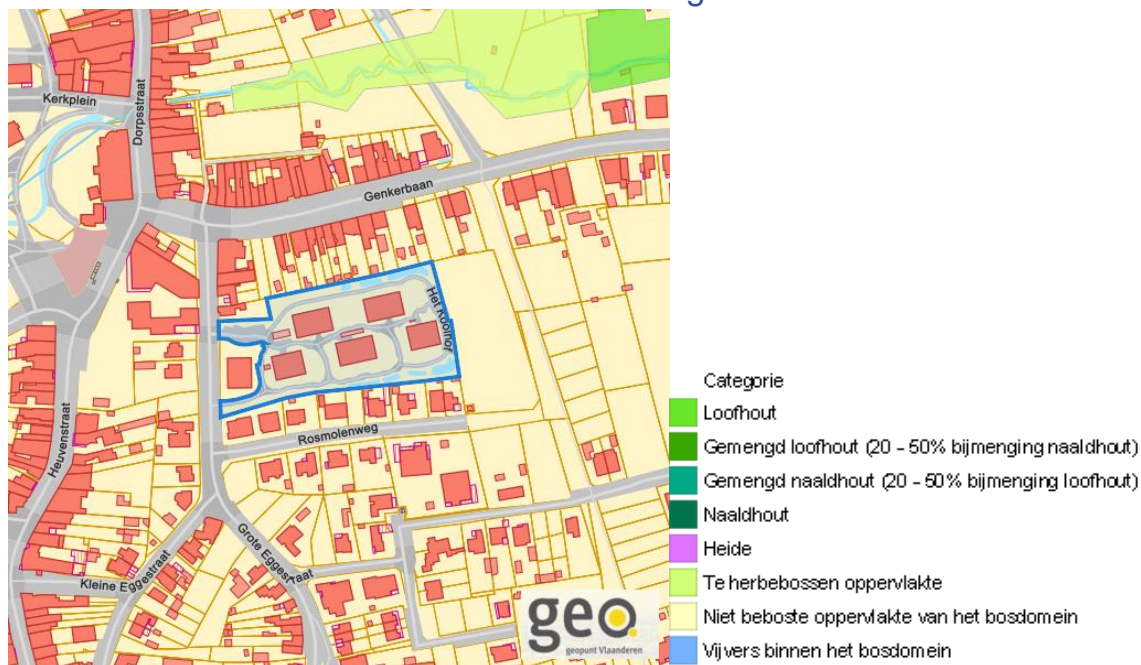 g
Kerkplein
Dorpsstraat
Genkerbaan
Het Koolhof
Heuvenstraat
Rosmolenweg
Grote Eggestraat
Kleine Eggestraat
geo
geopunt Vlaanderen
Categorie
Loofhout
Gemengd loofhout (20 - 50% bijmenging naaldhout)
Gemengd naaldhout (20 - 50% bijmenging loofhout)
Naaldhout
Heide
Te herbebossen oppervlakte
Niet beboste oppervlakte van het bosdomein
Vijvers binnen het bosdomein